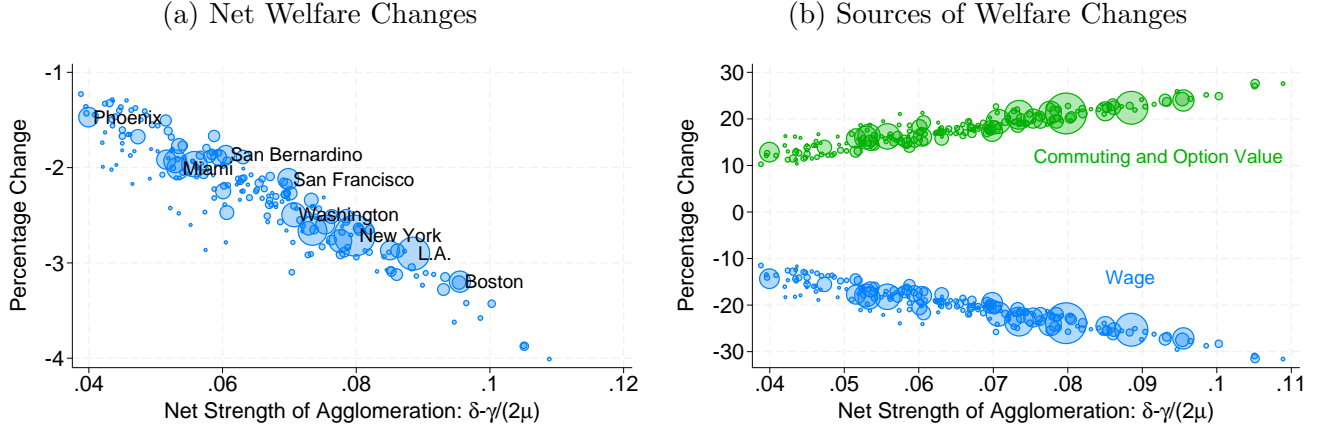 (a) Net Welfare Changes
-1
-2
-3
-4
Percentage Change
Phoenix
San Bernardino
Miami
San Francisco
Washington
New York
L.A.
Boston
.04 .06 .08 .1 .12
Net Strength of Agglomeration: δ-γ/(2μ)
(b) Sources of Welfare Changes
30
20
10
0
-10
-20
-30
Percentage Change
Commuting and Option Value
Wage
.04 .05 .06 .07 .08 .09 .1 .11
Net Strength of Agglomeration: δ-γ/(2μ)